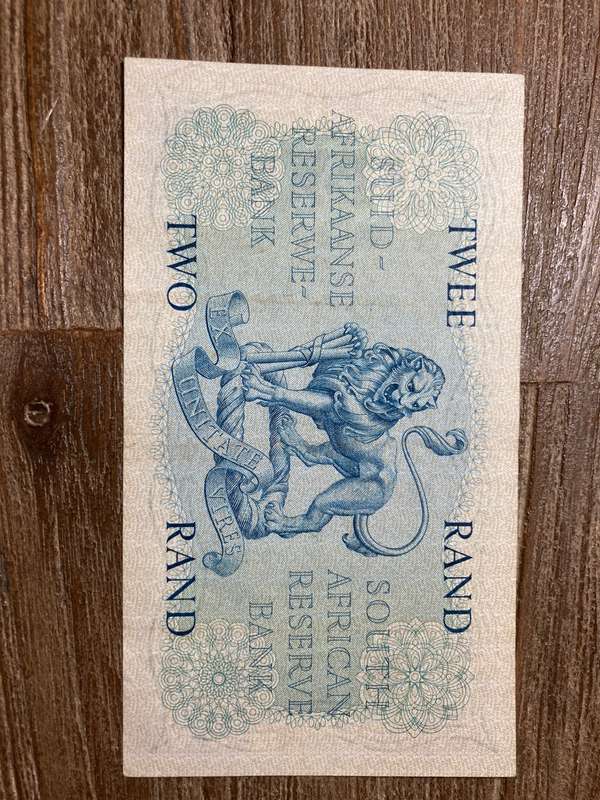 TWEE RAND
SUID-
AFRIKAANSE
RESERWE-
BANK
SOUTH
AFRICAN
RESERVE
BANK
EX
UNITATE
VIRES
TWO RAND